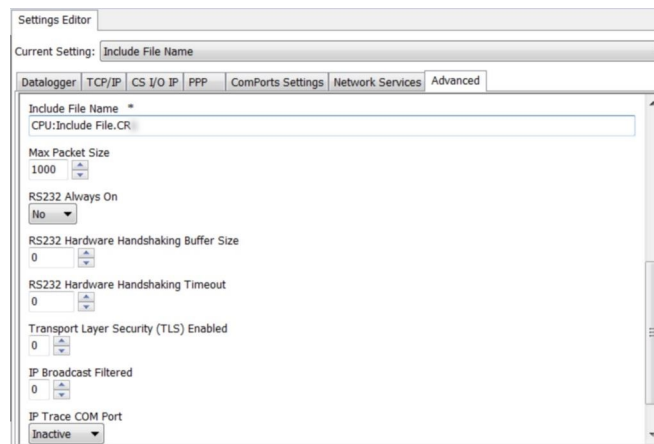 Settings Editor
Current Setting: Include File Name
Datalogger TCP/IP CS I/O IP PPP ComPorts Settings Network Services Advanced
Include File Name *
CPU:Include File.CR
Max Packet Size
1000
RS232 Always On
No
RS232 Hardware Handshaking Buffer Size
0
RS232 Hardware Handshaking Timeout
0
Transport Layer Security (TLS) Enabled
0
IP Broadcast Filtered
0
IP Trace COM Port
Inactive